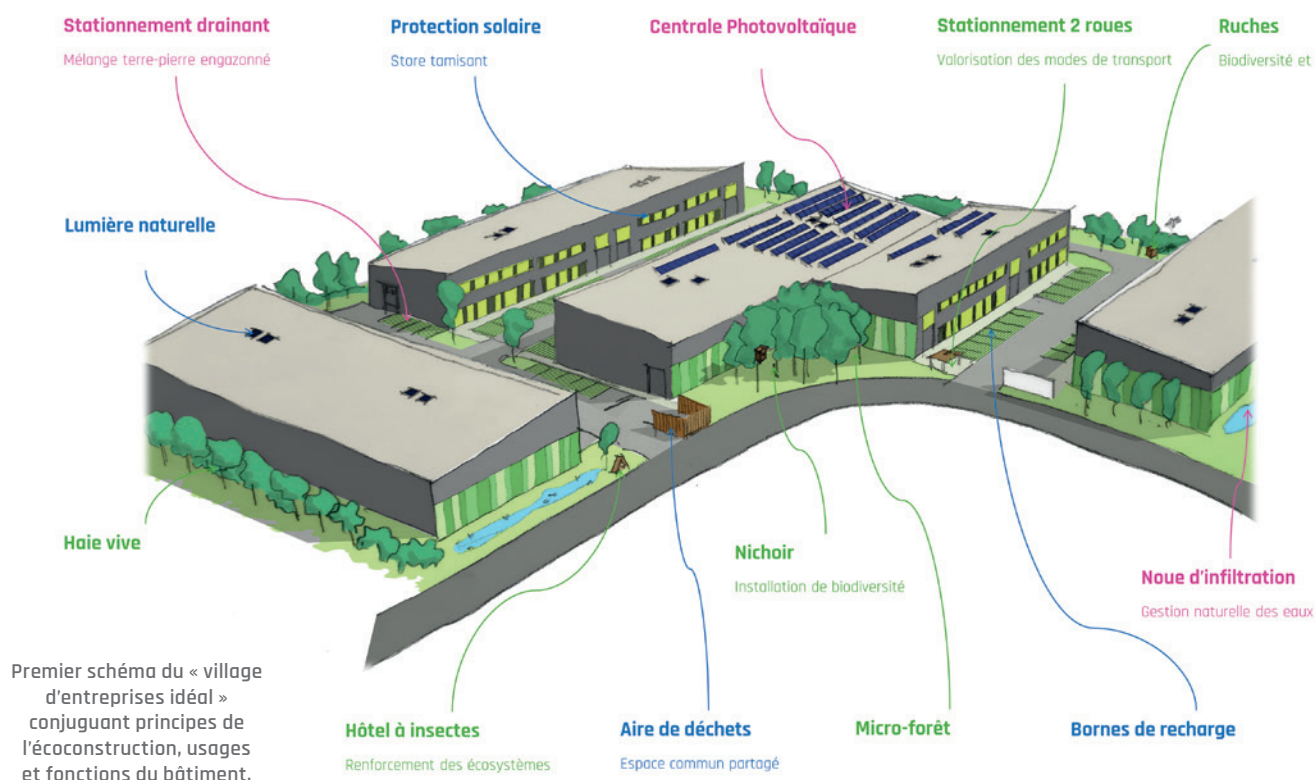 Stationnement drainant
Mélange terre-pierre engazonné
Protection solaire
Store tamisant
Centrale Photovoltaïque
Stationnement 2 roues
Valorisation des modes de transport
Ruches
Biodiversité et
Lumière naturelle
Haie vive
Nichoir
Installation de biodiversité
Noue d'infiltration
Gestion naturelle des eaux
Premier schéma du « village
d'entreprises idéal »
conjuguant principes de
l'écoconstruction, usages
et fonctions du bâtiment.
Hôtel à insectes
Renforcement des écosystèmes
Aire de déchets
Espace commun partagé
Micro-forêt
Bornes de recharge